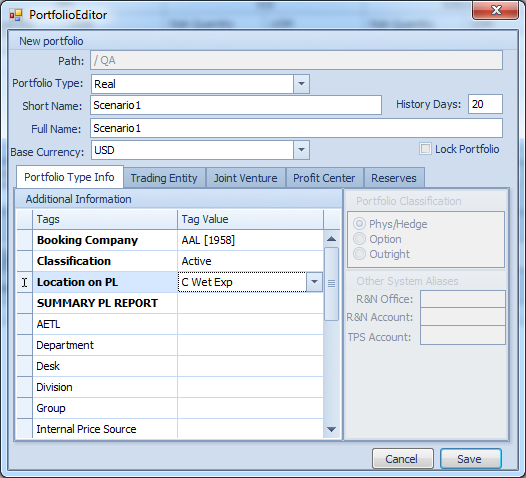 PortfolioEditor
New portfolio
Path: / QA
Portfolio Type: Real
Short Name: Scenario1 History Days: 20
Full Name: Scenario1
Base Currency: USD Lock Portfolio
Portfolio Type Info Trading Entity Joint Venture Profit Center Reserves
Additional Information
Tags Tag Value
Booking Company AAL [1958]
Classification Active
Location on PL C Wet Exp
SUMMARY PL REPORT
AETL
Department
Desk
Division
Group
Internal Price Source
Portfolio Classification
Phys/Hedge
Option
Outright
Other System Aliases
R&N Office:
R&N Account:
TPS Account:
Cancel Save